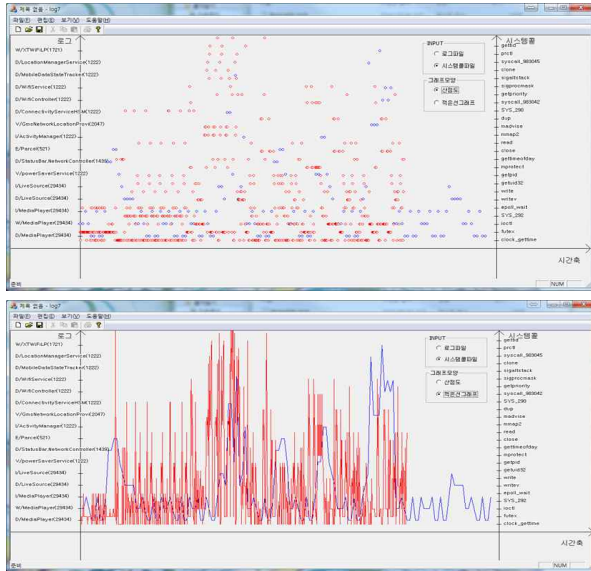 제목 없음 - log7
파일(F) 편집(E) 보기(V) 도움말(H)
로그
시스템콜
W/XTWiFiLP(1721)
D/LocationManagerService(1222)
D/MobileDataStateTracker(1222)
D/WifiService(1222)
D/WifiController(1222)
D/ConnectivityService
V/GmsNetworkLocationProvi(2047)
I/ActivityManager(1222)
E/Parcel(521)
D/StatusBar.NetworkController(1439)
V/powerSaverService(1222)
I/LiveSource(29434)
D/LiveSource(29434)
V/MediaPlayer(29434)
W/MediaPlayer(29434)
D/MediaPlayer(29434)
INPUT
로그파일
시스템콜파일
그래프모양
산점도
꺾은선그래프
gettid
prctl
syscall_983045
clone
sigaltstack
sigprocmask
getpriority
syscall_983042
SYS_290
dup
madvise
mmap2
read
close
gettimeofday
mprotect
getpid
getuid32
write
writev
epoll_wait
SYS_292
ioctl
futex
clock_gettime
시간축
준비
NUM
제목 없음 - log7
파일(F) 편집(E) 보기(V) 도움말(H)
로그
시스템콜
W/XTWiFiLP(1721)
D/LocationManagerService(1222)
D/MobileDataStateTracker(1222)
D/WifiService(1222)
D/WifiController(1222)
D/ConnectivityService
V/GmsNetworkLocationProvi(2047)
I/ActivityManager(1222)
E/Parcel(521)
D/StatusBar.NetworkController(1439)
V/powerSaverService(1222)
I/LiveSource(29434)
D/LiveSource(29434)
V/MediaPlayer(29434)
W/MediaPlayer(29434)
D/MediaPlayer(29434)
INPUT
로그파일
시스템콜파일
그래프모양
산점도
꺾은선그래프
gettid
prctl
syscall_983045
clone
sigaltstack
sigprocmask
getpriority
syscall_983042
SYS_290
dup
madvise
mmap2
read
close
gettimeofday
mprotect
getpid
getuid32
write
writev
epoll_wait
SYS_292
ioctl
futex
clock_gettime
시간축
준비
NUM